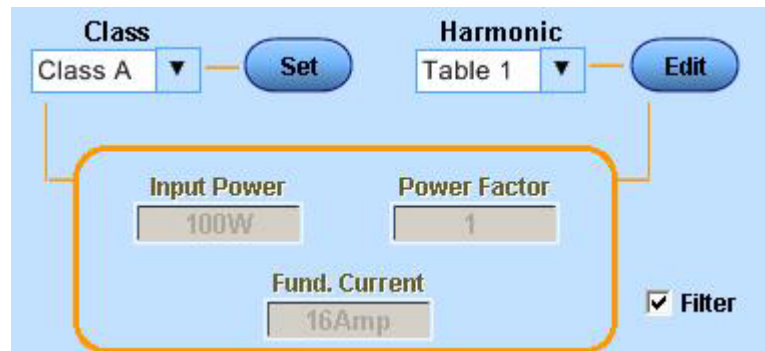 Class Harmonic
Class A Set Table 1 Edit
Input Power Power Factor
100W 1
Fund. Current
16Amp
Filter